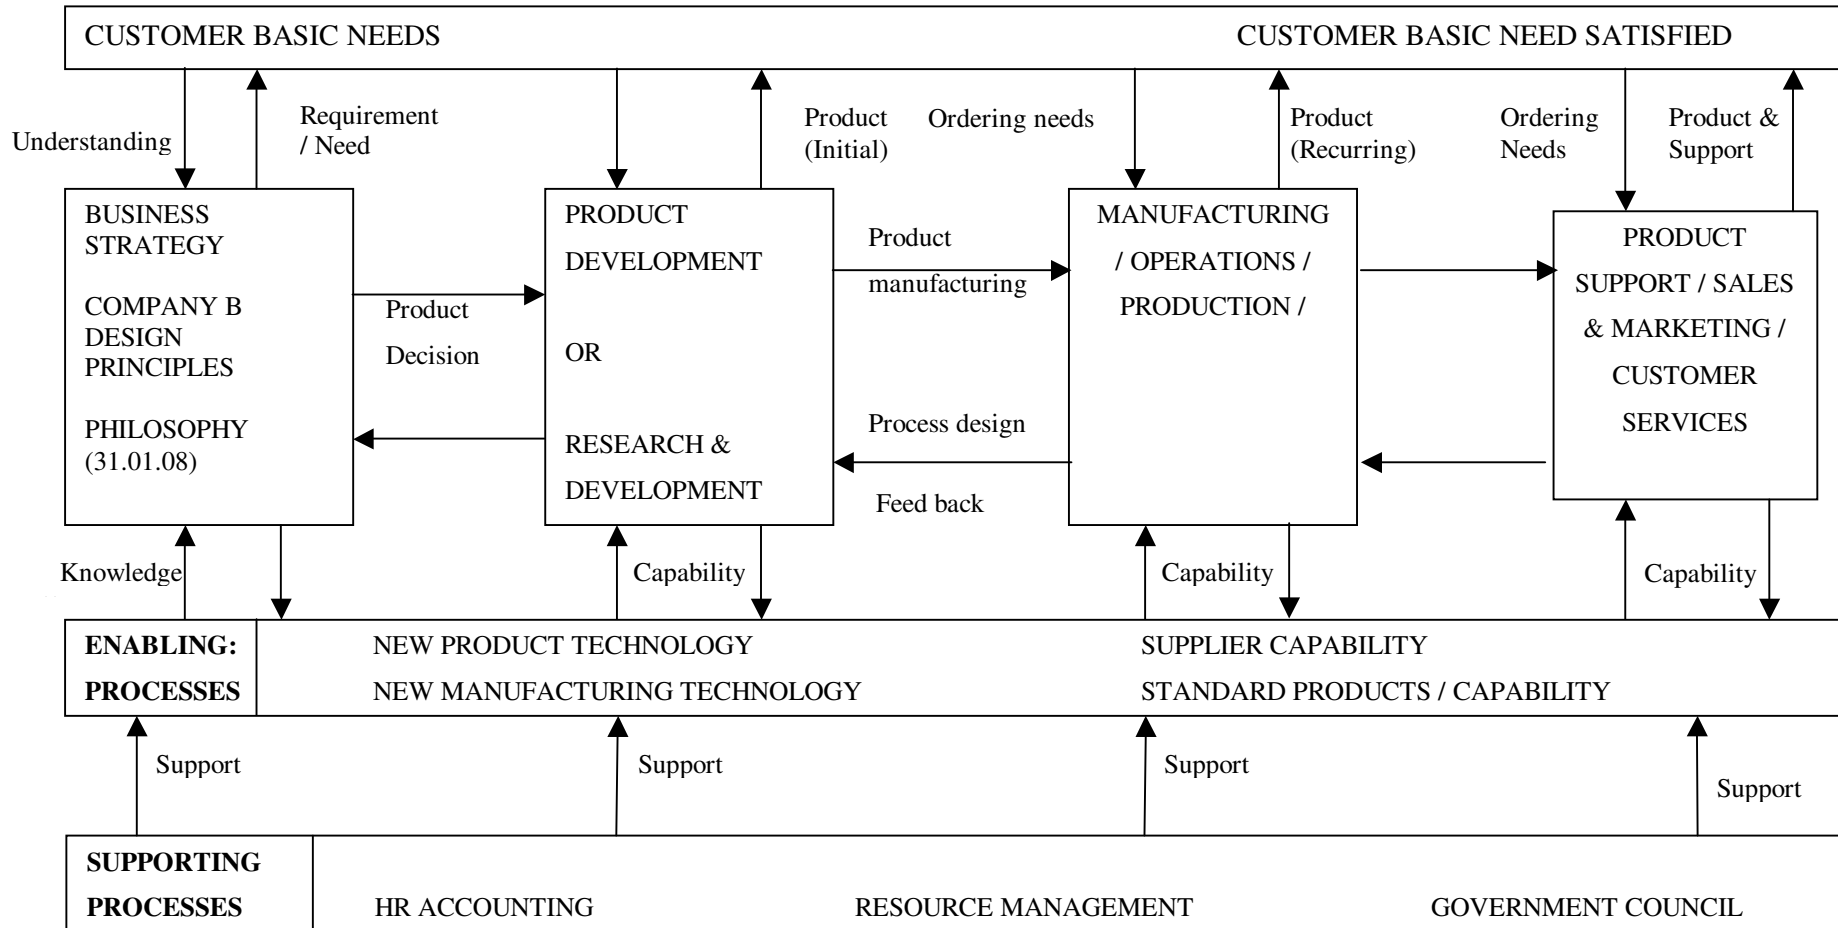 CUSTOMER BASIC NEEDS
CUSTOMER BASIC NEED SATISFIED
Understanding
Requirement
/ Need
Product
(Initial)
Ordering needs
Product
(Recurring)
Ordering
Needs
Product &
Support
BUSINESS
STRATEGY
COMPANY B
DESIGN
PRINCIPLES
PHILOSOPHY
(31.01.08)
Product
Decision
PRODUCT
DEVELOPMENT
OR
RESEARCH &
DEVELOPMENT
Product
manufacturing
Process design
Feed back
MANUFACTURING
/ OPERATIONS /
PRODUCTION /
PRODUCT
SUPPORT / SALES
& MARKETING /
CUSTOMER
SERVICES
Knowledge
Capability
Capability
Capability
ENABLING:
PROCESSES
NEW PRODUCT TECHNOLOGY
NEW MANUFACTURING TECHNOLOGY
SUPPLIER CAPABILITY
STANDARD PRODUCTS / CAPABILITY
Support
Support
Support
Support
SUPPORTING
PROCESSES
HR ACCOUNTING
RESOURCE MANAGEMENT
GOVERNMENT COUNCIL